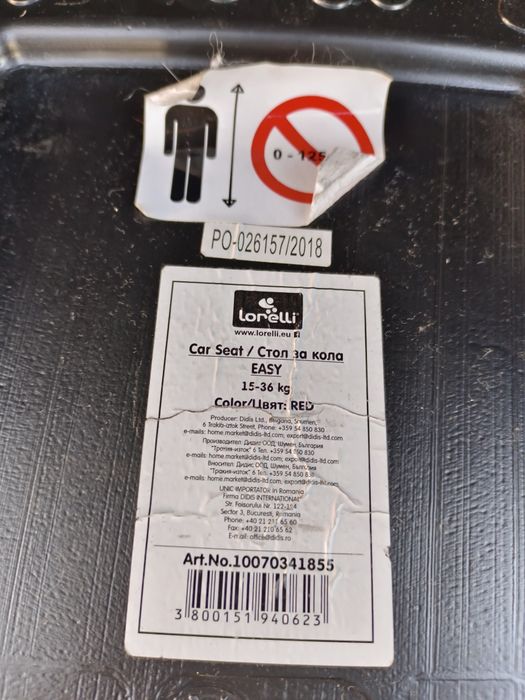 0 - 125
PO-026157/2018
lorelli
www.lorelli.eu
Car Seat / Стол за кола
EASY
15-36 kg
Color/Цвят: RED
Producer: Didis Ltd., Bulgaria, Shumen,
6 Trakia-iztok Street, Phone: +359 54 850 830
e-mails: home.market@didis-ltd.com; export@didis-ltd.com
Производител: Дидис ООД, Шумен, България
"Тракия-изток" 6 Тел. +359 54 850 830
e-mails: home.market@didis-ltd.com; export@didis-ltd.com
Вносител: Дидис ООД, Шумен, България
"Тракия-изток" 6 Тел. +359 54 850 830
e-mails: home.market@didis-ltd.com; export@didis-ltd.com
UNIC IMPORTATOR in Romania
Firma DIDIS INTERNATIONAL
Str. Foisorului Nr. 122-124
Sector 3, Bucuresti, Romania
Phone: +40 21 211 65 60
Fax: +40 21 210 65 62
E-mail: office@didis.ro
Art.No.10070341855
3 800151 940623